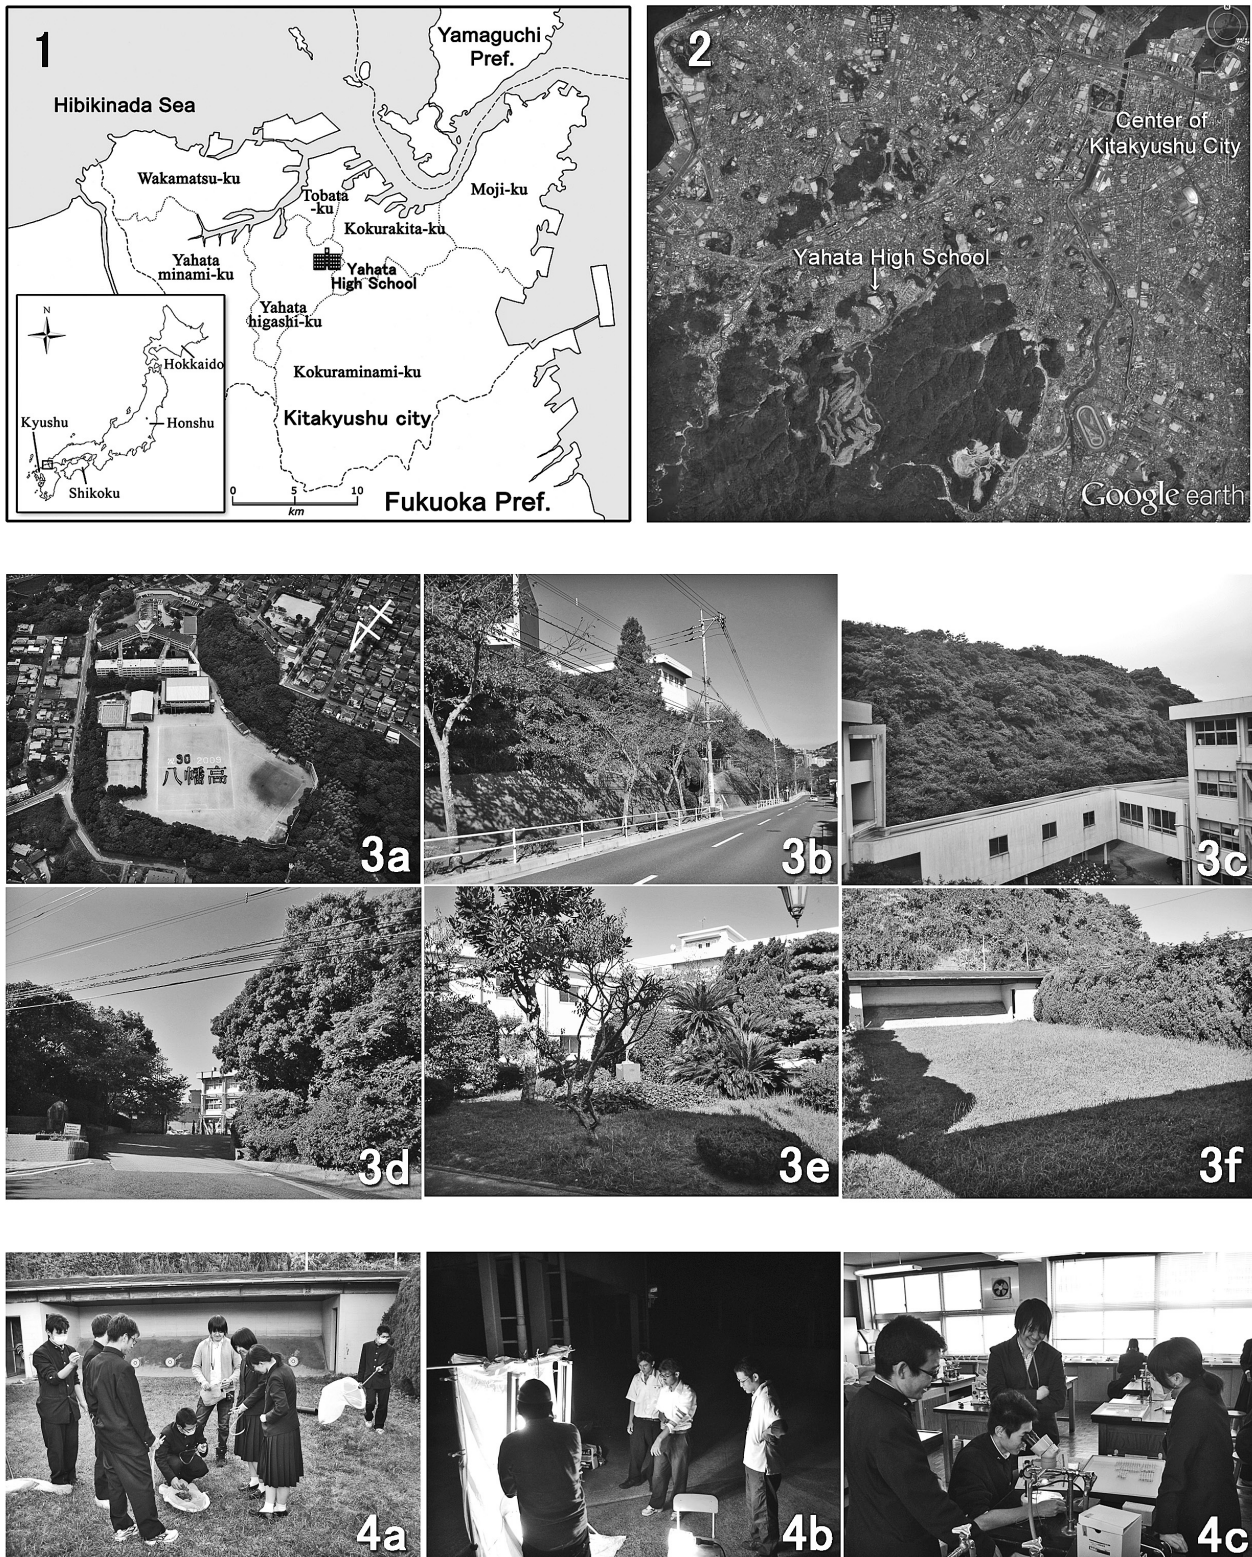 1
Yamaguchi
Pref.
Hibikinada Sea
Wakamatsu-ku
Moji-ku
Tobata
-ku
Kokurakita-ku
Yahata
minami-ku
Yahata
High School
Yahata
higashi-ku
Kokuraminami-ku
Kitakyushu city
Fukuoka Pref.
0 5 10
km
N
Hokkaido
Kyushu
Honshu
Shikoku
2
Center of
Kitakyushu City
Yahata High School
Google earth
90 2009
八幡高
3a
3b
3c
3d
3e
3f
4a
4b
4c